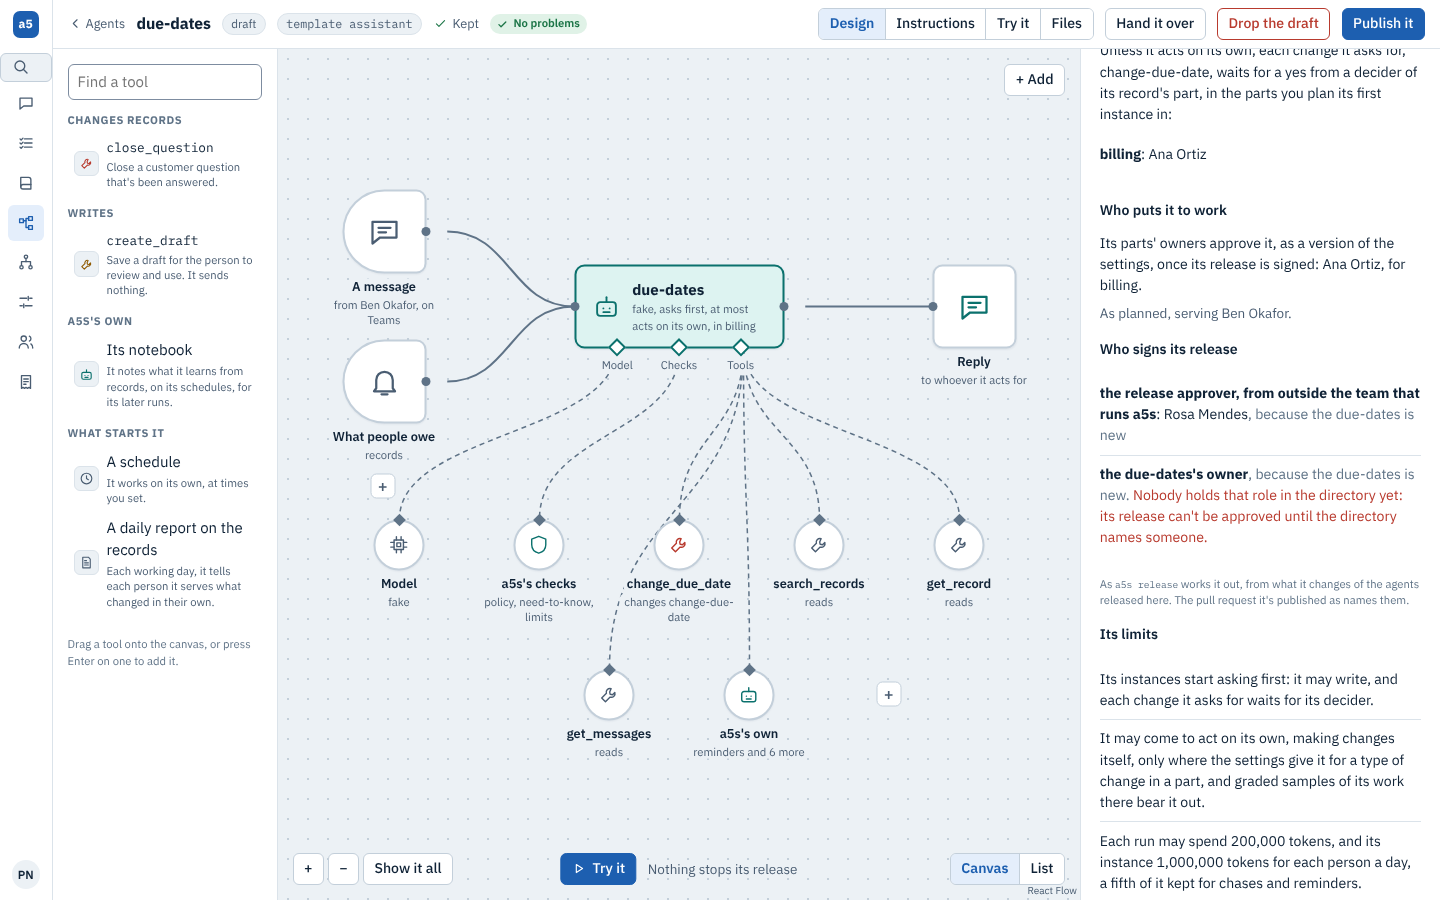 a5
Agents
due-dates
draft
template assistant
Kept
No problems
Design
Instructions
Try it
Files
Hand it over
Drop the draft
Publish it
Find a tool
CHANGES RECORDS
close_question
Close a customer question
that's been answered.
WRITES
create_draft
Save a draft for the person to
review and use. It sends
nothing.
A5S'S OWN
Its notebook
It notes what it learns from
records, on its schedules, for
its later runs.
WHAT STARTS IT
A schedule
It works on its own, at times
you set.
A daily report on the
records
Each working day, it tells
each person it serves what
changed in their own.
Drag a tool onto the canvas, or press
Enter on one to add it.
PN
+ Add
A message
from Ben Okafor, on
Teams
What people owe
records
+
due-dates
fake, asks first, at most
acts on its own, in billing
Model
Checks
Tools
Reply
to whoever it acts for
Model
fake
a5s's checks
policy, need-to-know,
limits
change_due_date
changes change-due-
date
search_records
reads
get_record
reads
get_messages
reads
a5s's own
reminders and 6 more
+
+
−
Show it all
Try it
Nothing stops its release
Canvas
List
React Flow
Unless it acts on its own, each change it asks for,
change-due-date, waits for a yes from a decider of
its record's part, in the parts you plan its first
instance in:
billing: Ana Ortiz
Who puts it to work
Its parts' owners approve it, as a version of the
settings, once its release is signed: Ana Ortiz, for
billing.
As planned, serving Ben Okafor.
Who signs its release
the release approver, from outside the team that
runs a5s: Rosa Mendes, because the due-dates is
new
the due-dates's owner, because the due-dates is
new. Nobody holds that role in the directory yet:
its release can't be approved until the directory
names someone.
As a5s release works it out, from what it changes of the agents
released here. The pull request it's published as names them.
Its limits
Its instances start asking first: it may write, and
each change it asks for waits for its decider.
It may come to act on its own, making changes
itself, only where the settings give it for a type of
change in a part, and graded samples of its work
there bear it out.
Each run may spend 200,000 tokens, and its
instance 1,000,000 tokens for each person a day,
a fifth of it kept for chases and reminders.